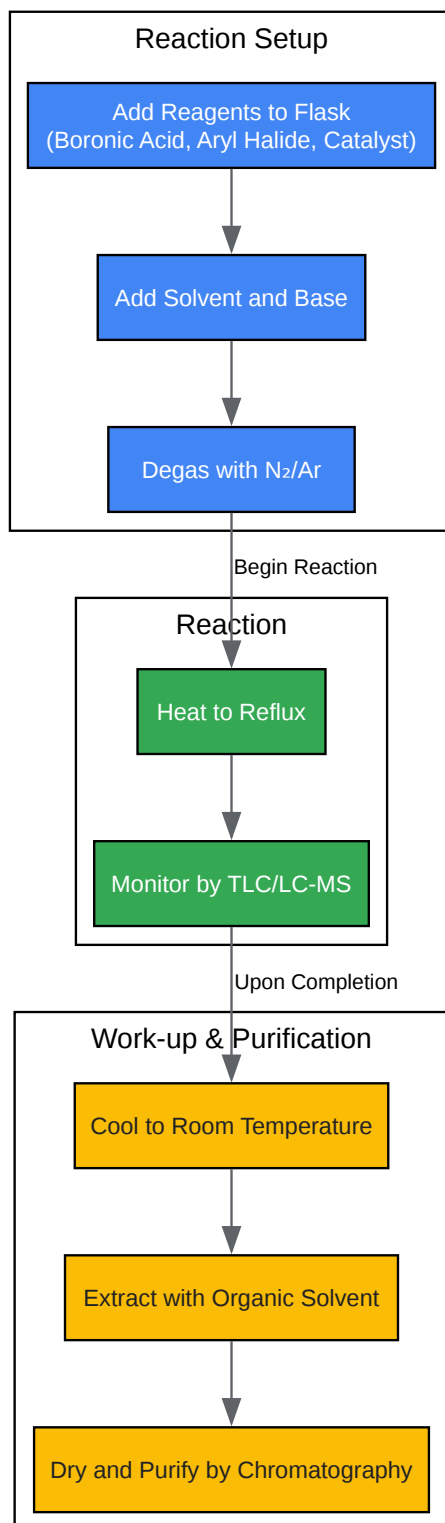 Reaction Setup
Add Reagents to Flask
(Boronic Acid, Aryl Halide, Catalyst)
Add Solvent and Base
Degas with N₂/Ar
Begin Reaction
Reaction
Heat to Reflux
Monitor by TLC/LC-MS
Upon Completion
Work-up & Purification
Cool to Room Temperature
Extract with Organic Solvent
Dry and Purify by Chromatography